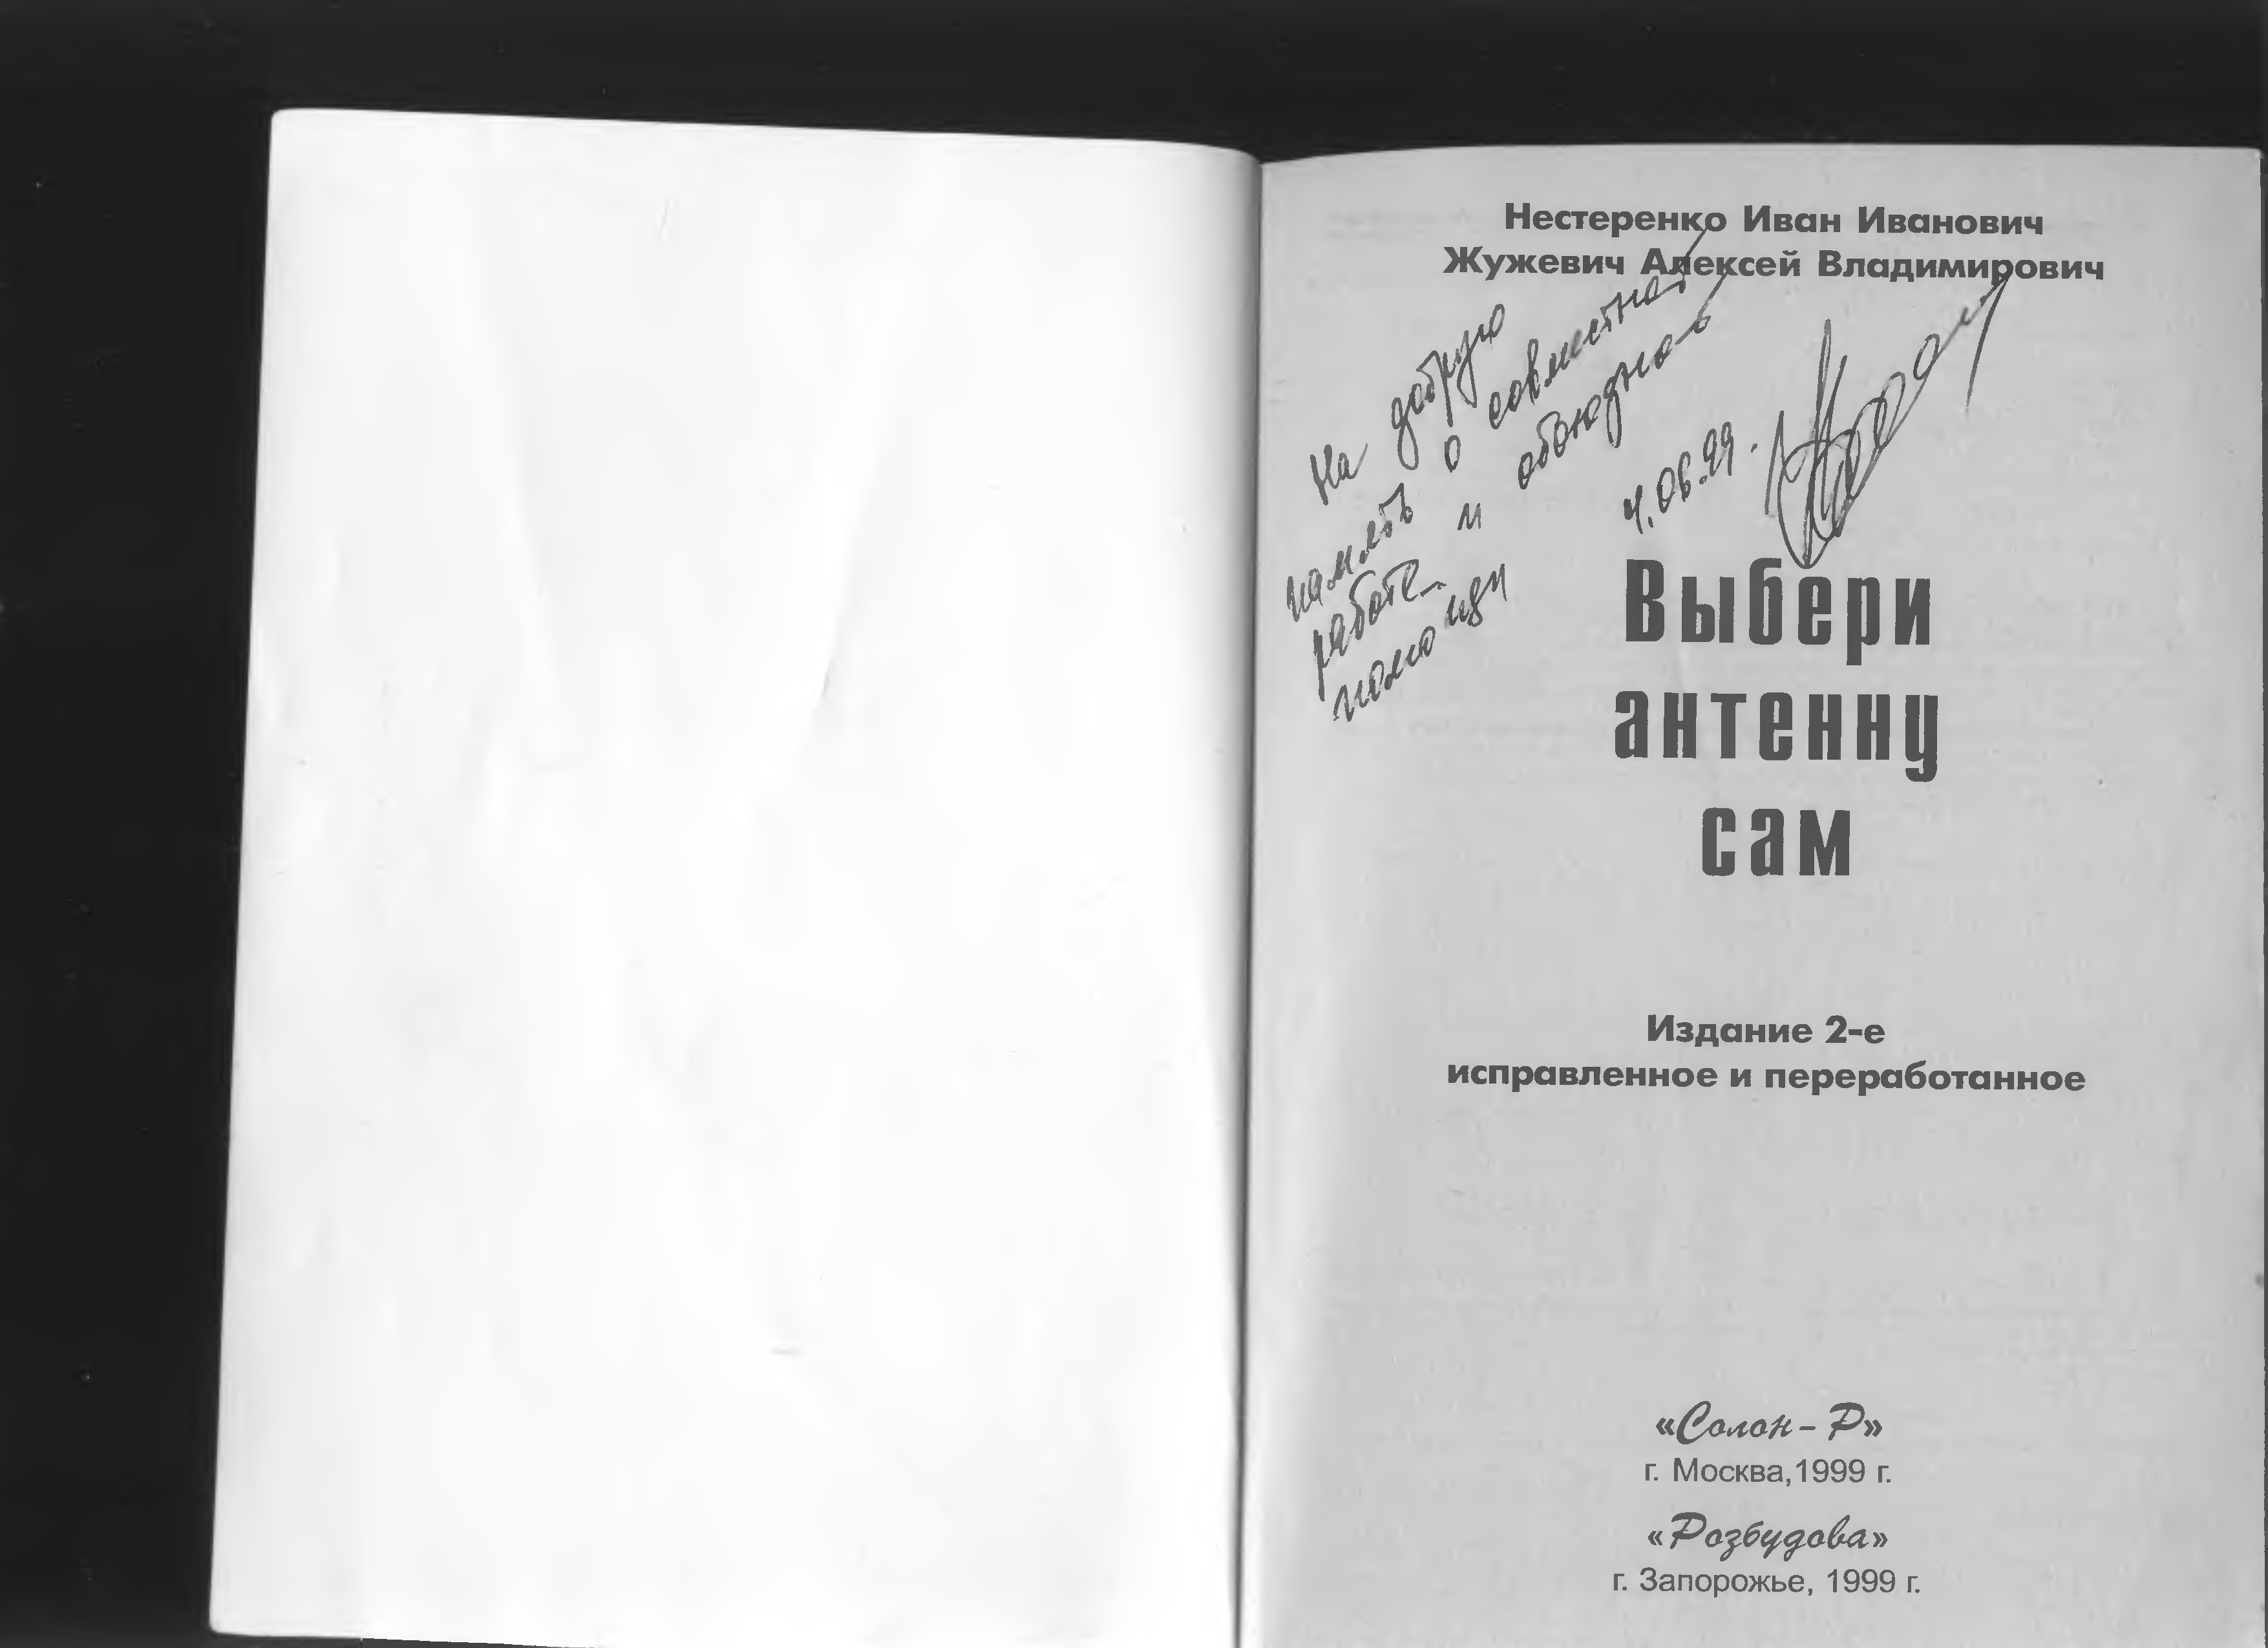 Нестеренко Иван Иванович
Жужевич Алексей Владимирович
На добрую
память о совместной
работе и обоюдной
помощи
4.06.99.
Выбери
антенну
сам
Издание 2-е
исправленное и переработанное
«Солон-Р»
г. Москва,1999 г.
«Розбудова»
г. Запорожье, 1999 г.